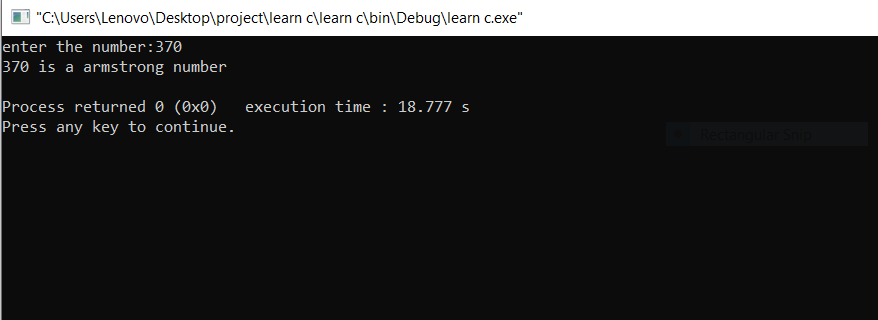 "C:\Users\Lenovo\Desktop\project\learn c\learn c\bin\Debug\learn c.exe"
enter the number:370
370 is a armstrong number
Process returned 0 (0x0)   execution time : 18.777 s
Press any key to continue.
Rectangular Snip